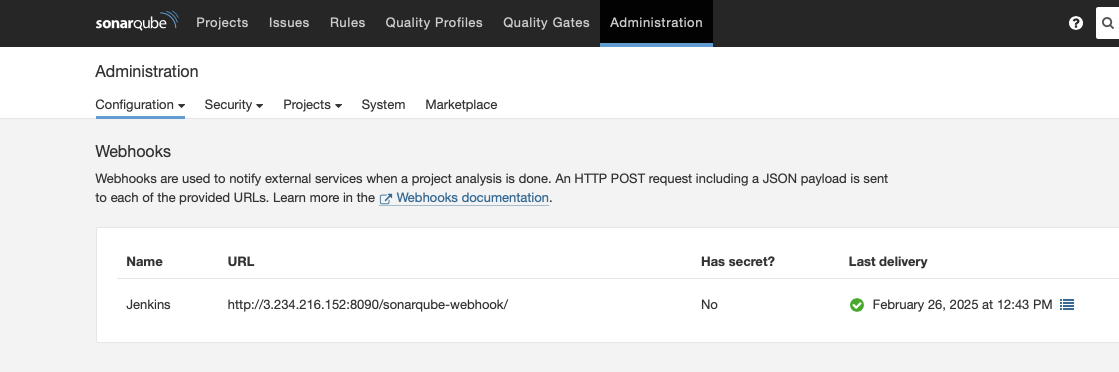 sonarqube Projects Issues Rules Quality Profiles Quality Gates Administration ?
Administration
Configuration Security Projects System Marketplace
Webhooks
Webhooks are used to notify external services when a project analysis is done. An HTTP POST request including a JSON payload is sent
to each of the provided URLs. Learn more in the Webhooks documentation.
Name URL Has secret? Last delivery
Jenkins http://3.234.216.152:8090/sonarqube-webhook/ No February 26, 2025 at 12:43 PM